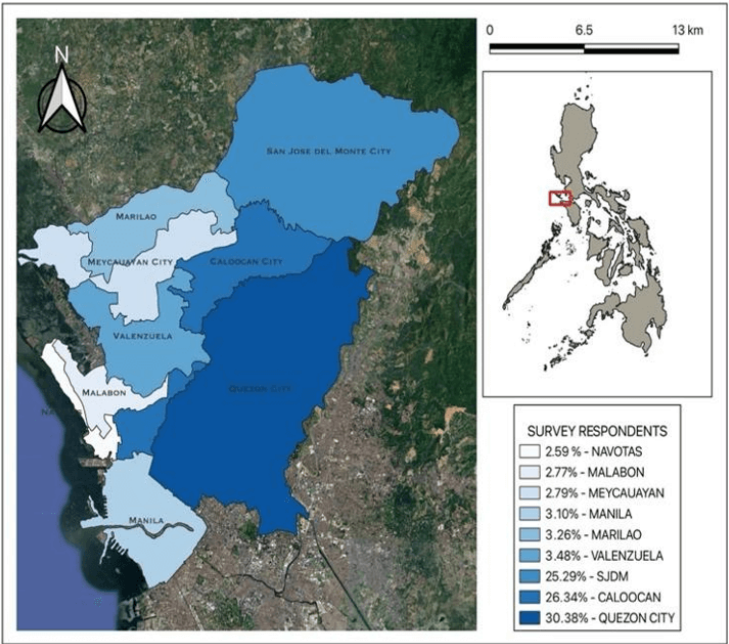 N
0 6.5 13 km
SAN JOSE DEL MONTE CITY
MARILAO
MEYCAUAYAN CITY
CALOOCAN CITY
VALENZUELA
MALABON
QUEZON CITY
NA
MANILA
SURVEY RESPONDENTS
2.59 % - NAVOTAS
2.77% - MALABON
2.79% - MEYCAUAYAN
3.10% - MANILA
3.26% - MARILAO
3.48% - VALENZUELA
25.29% - SJDM
26.34% - CALOOCAN
30.38% - QUEZON CITY